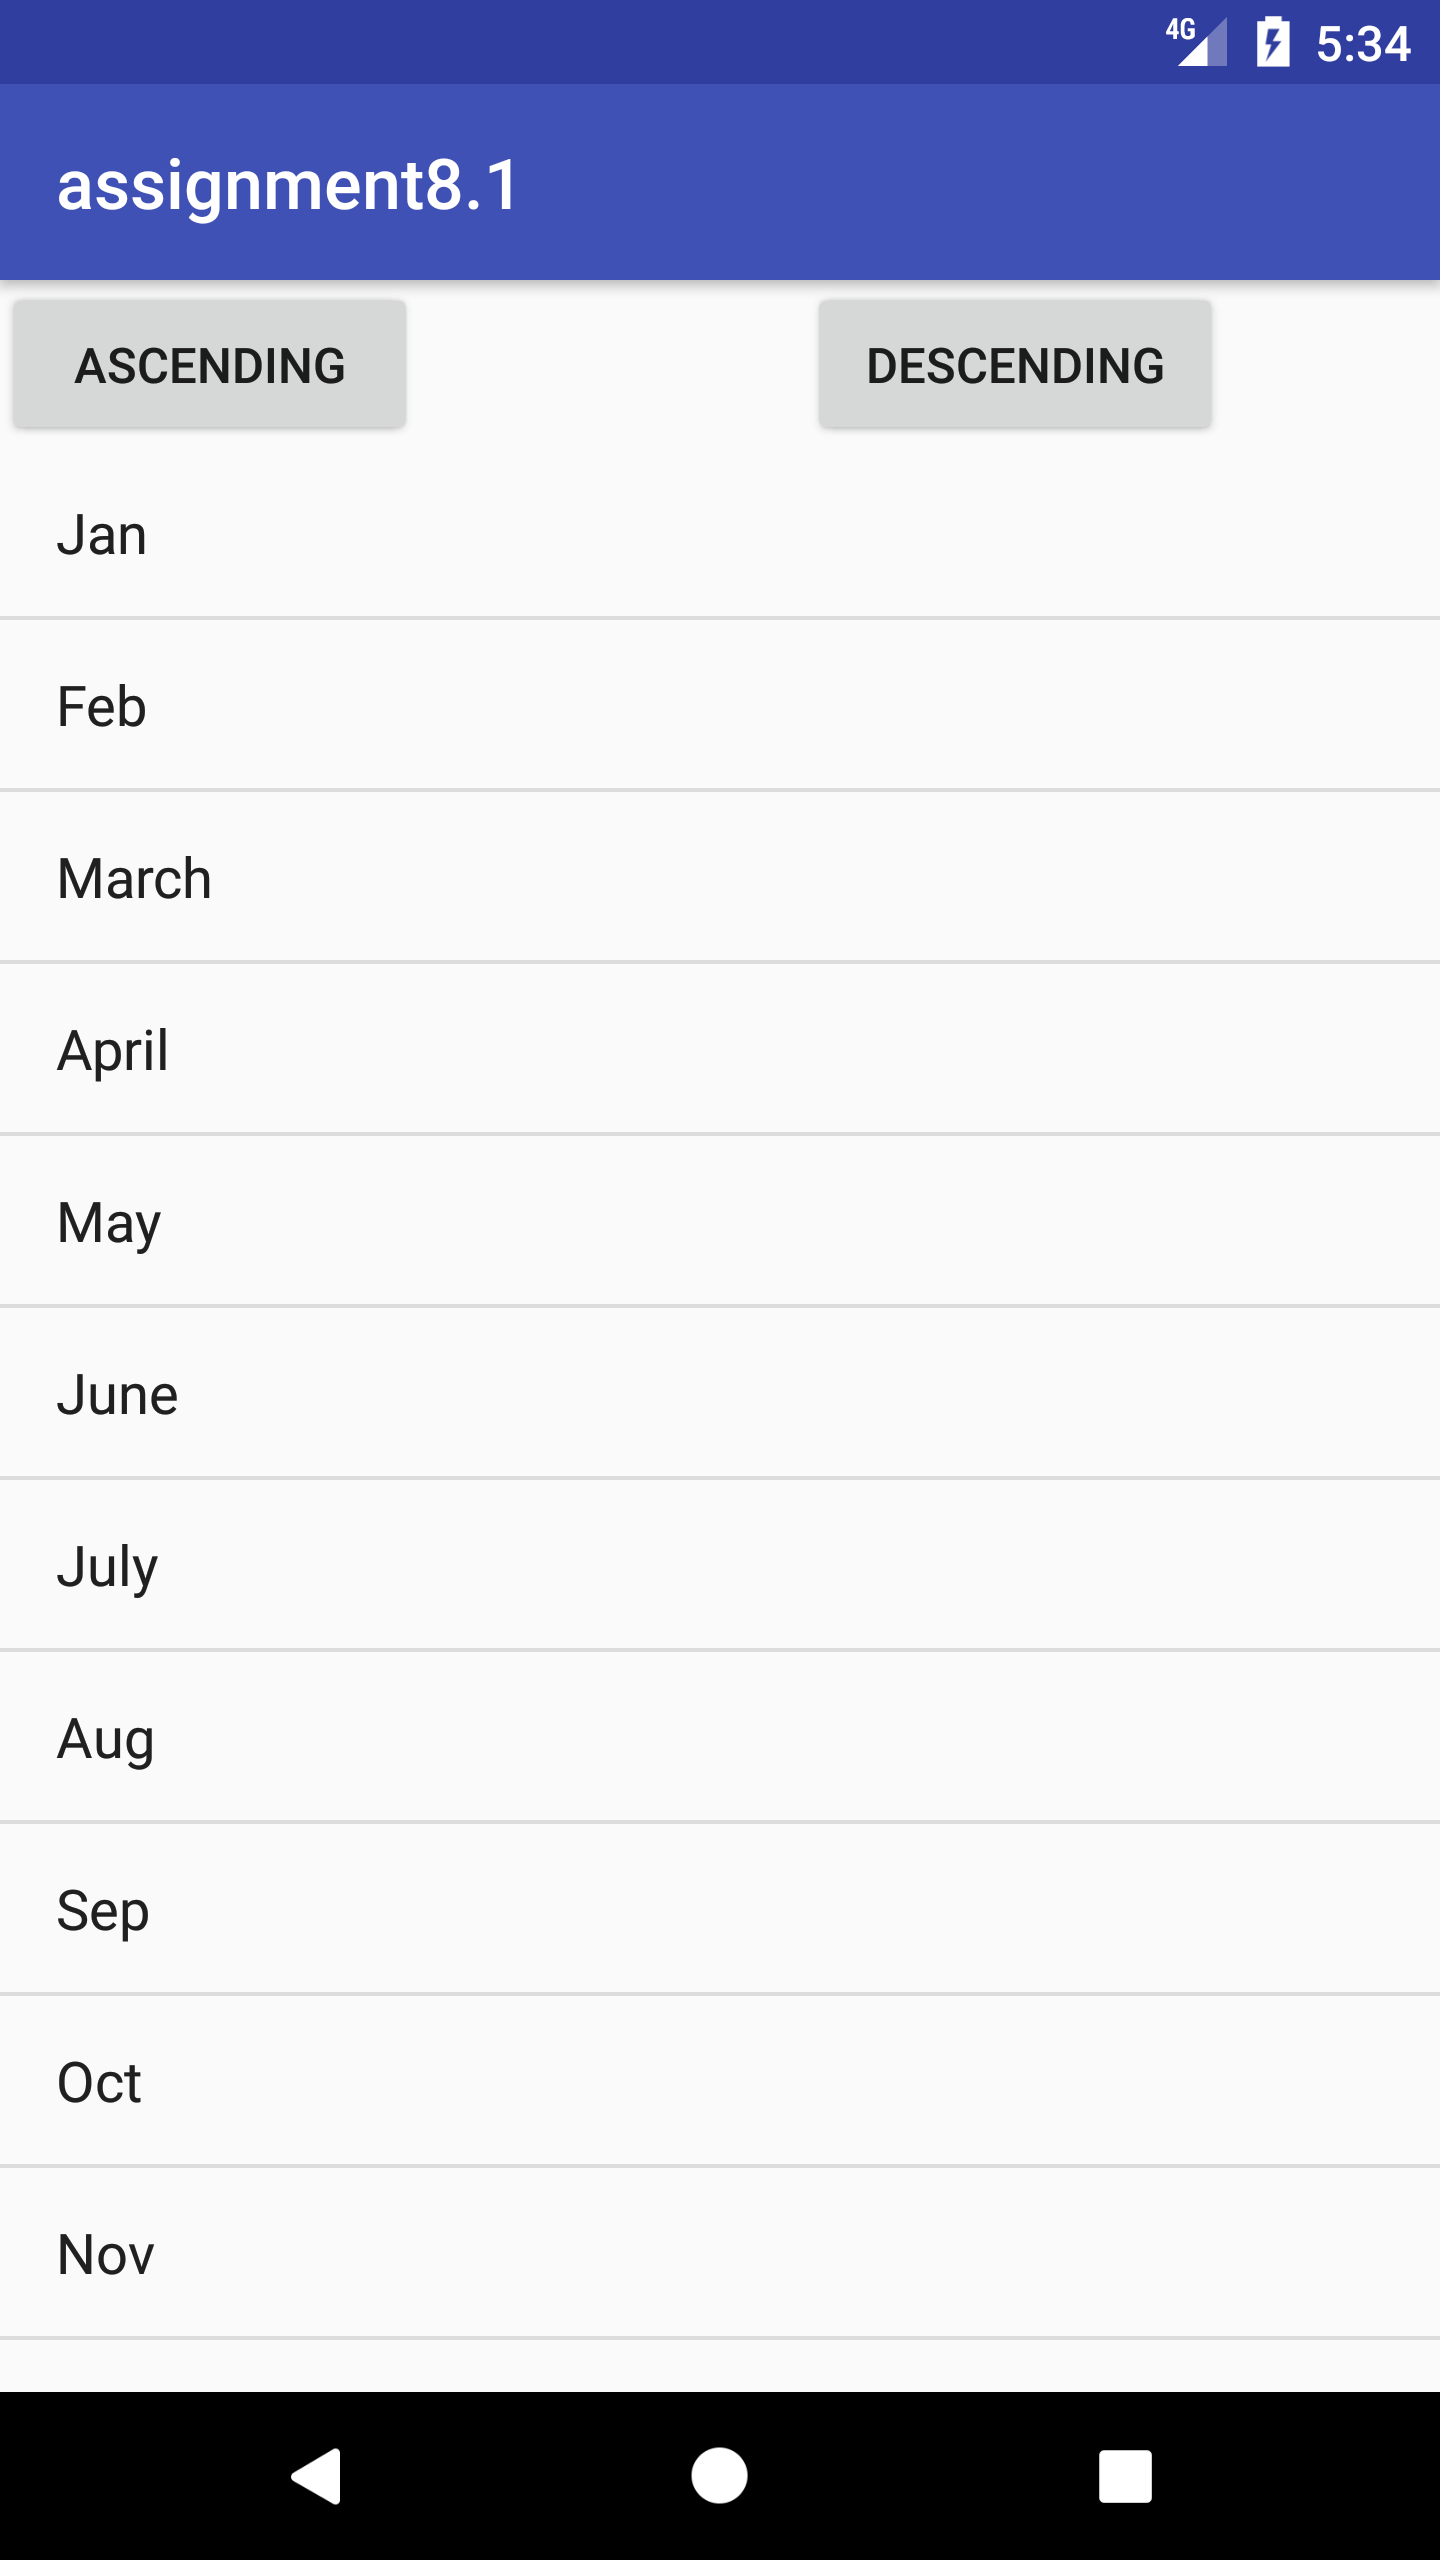 4G 5:34
assignment8.1
ASCENDING DESCENDING
Jan
Feb
March
April
May
June
July
Aug
Sep
Oct
Nov